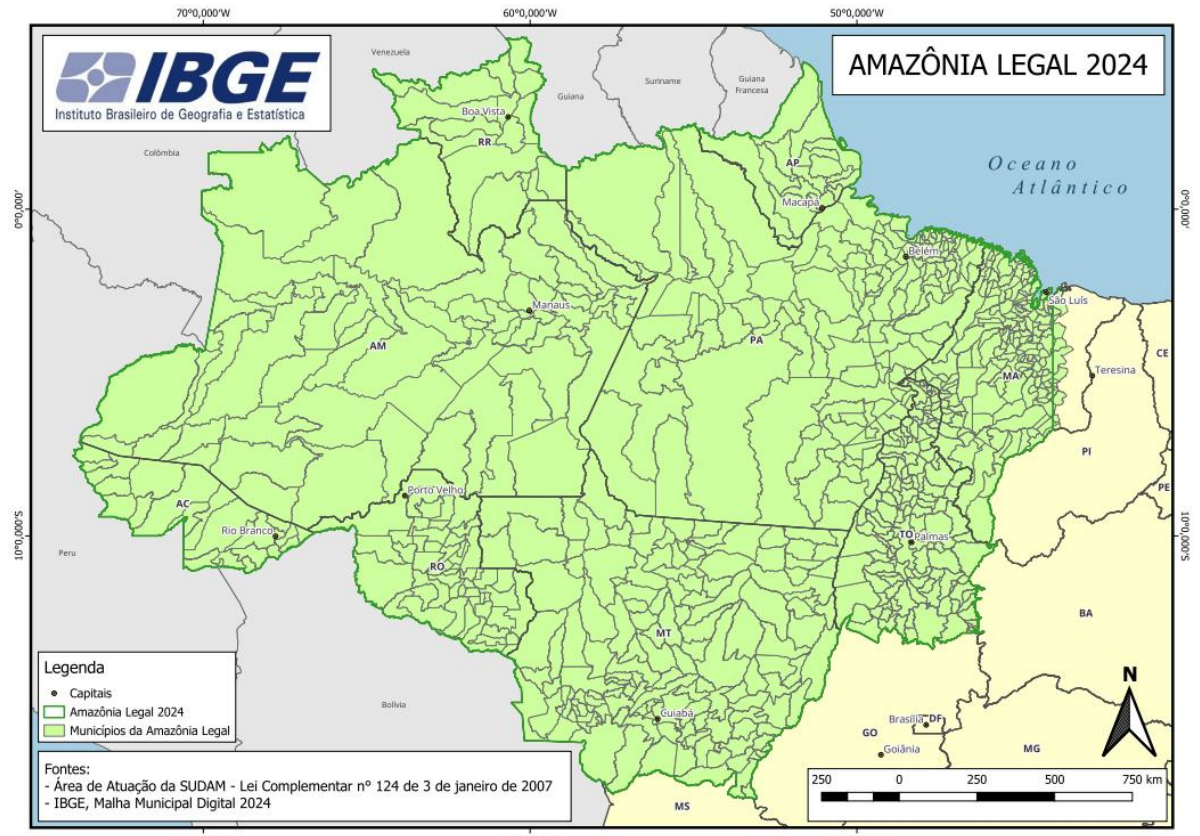 70°0,000'W
60°0,000'W
50°0,000'W
IBGE
Instituto Brasileiro de Geografia e Estatística
AMAZÔNIA LEGAL 2024
Venezuela
Suriname
Guiana
Francesa
Guiana
Colômbia
Boa Vista
RR
AP
Oceano
Atlântico
Macapá
0°0,000'
0°0,000'
Belém
Manaus
São Luís
AM
PA
MA
CE
Teresina
PI
PE
Porto Velho
AC
Rio Branco
10°0,000'S
10°0,000'S
TO
Palmas
Peru
RO
BA
MT
Legenda
Capitais
Amazônia Legal 2024
Municípios da Amazônia Legal
Bolívia
Cuiabá
Brasília
DF
GO
Goiânia
MG
N
Fontes:
- Área de Atuação da SUDAM - Lei Complementar nº 124 de 3 de janeiro de 2007
- IBGE, Malha Municipal Digital 2024
250 0 250 500 750 km
MS